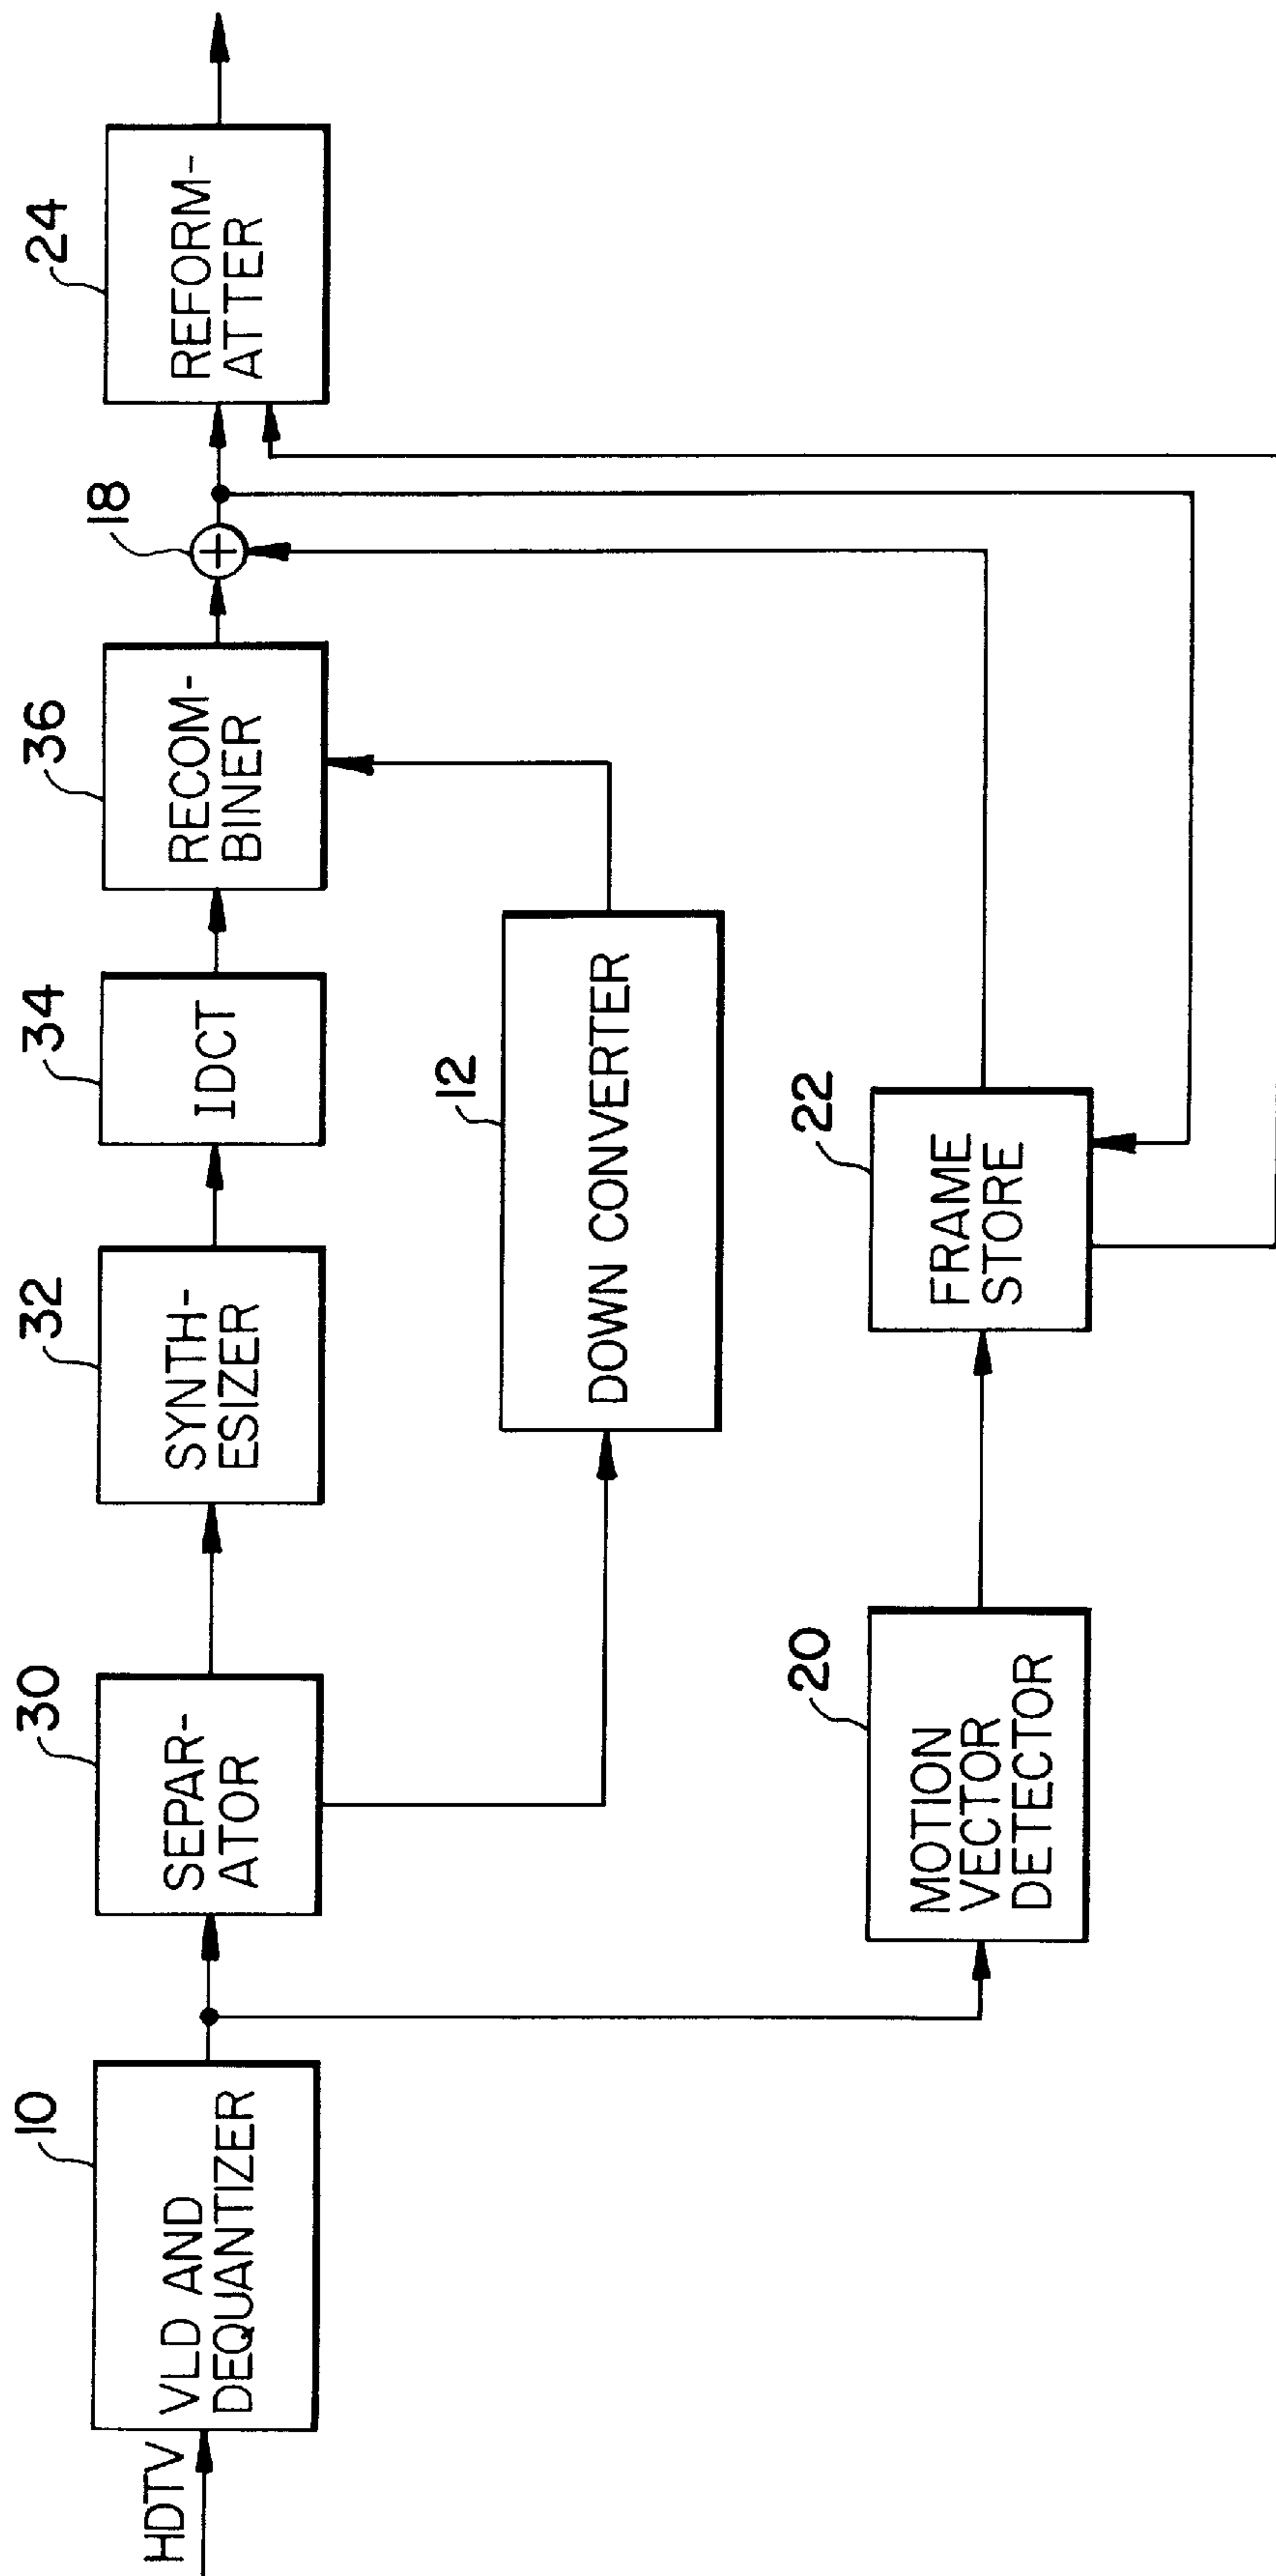 HDTV
10
VLD AND
DEQUANTIZER
30
SEPAR-
ATOR
32
SYNTH-
ESIZER
34
IDCT
36
RECOM-
BINER
18
+
24
REFORM-
ATTER
12
DOWN CONVERTER
20
MOTION
VECTOR
DETECTOR
22
FRAME
STORE